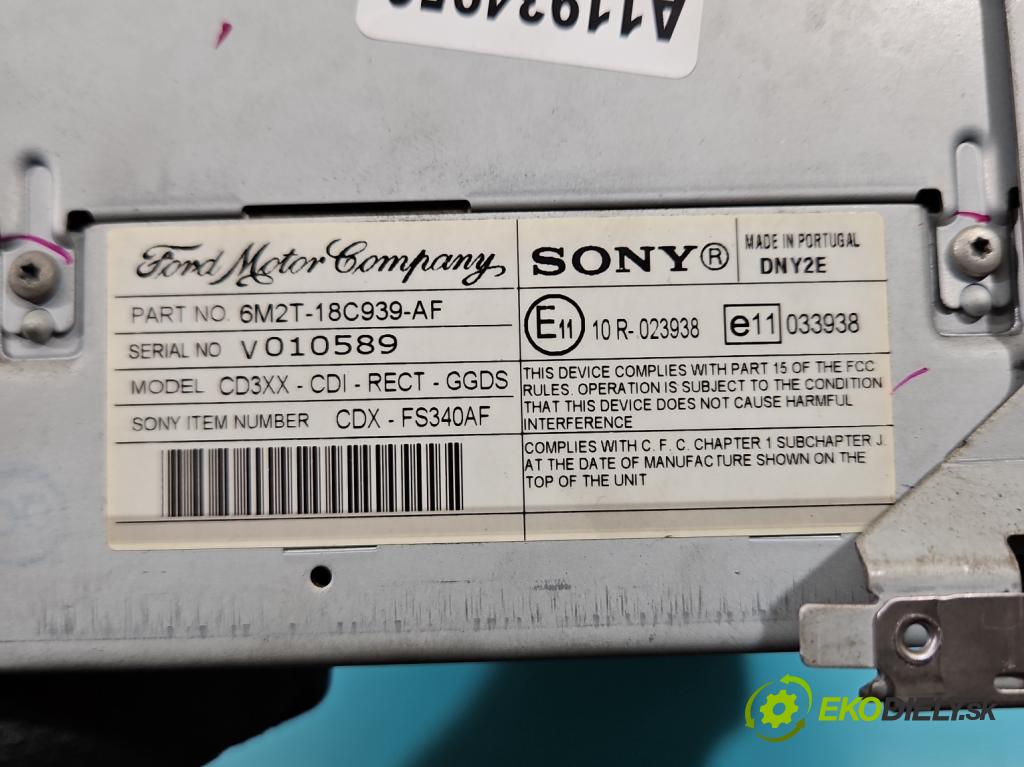 Ford Motor Company
PART NO. 6M2T-18C939-AF
SERIAL NO V010589
MODEL CD3XX - CDI - RECT - GGDS
SONY ITEM NUMBER CDX - FS340AF
SONY®
MADE IN PORTUGAL
DNY2E
E11 10 R- 023938 e11 033938
THIS DEVICE COMPLIES WITH PART 15 OF THE FCC
RULES. OPERATION IS SUBJECT TO THE CONDITION
THAT THIS DEVICE DOES NOT CAUSE HARMFUL
INTERFERENCE
COMPLIES WITH C. F. C. CHAPTER 1 SUBCHAPTER J.
AT THE DATE OF MANUFACTURE SHOWN ON THE
TOP OF THE UNIT
EKODIELY.SK